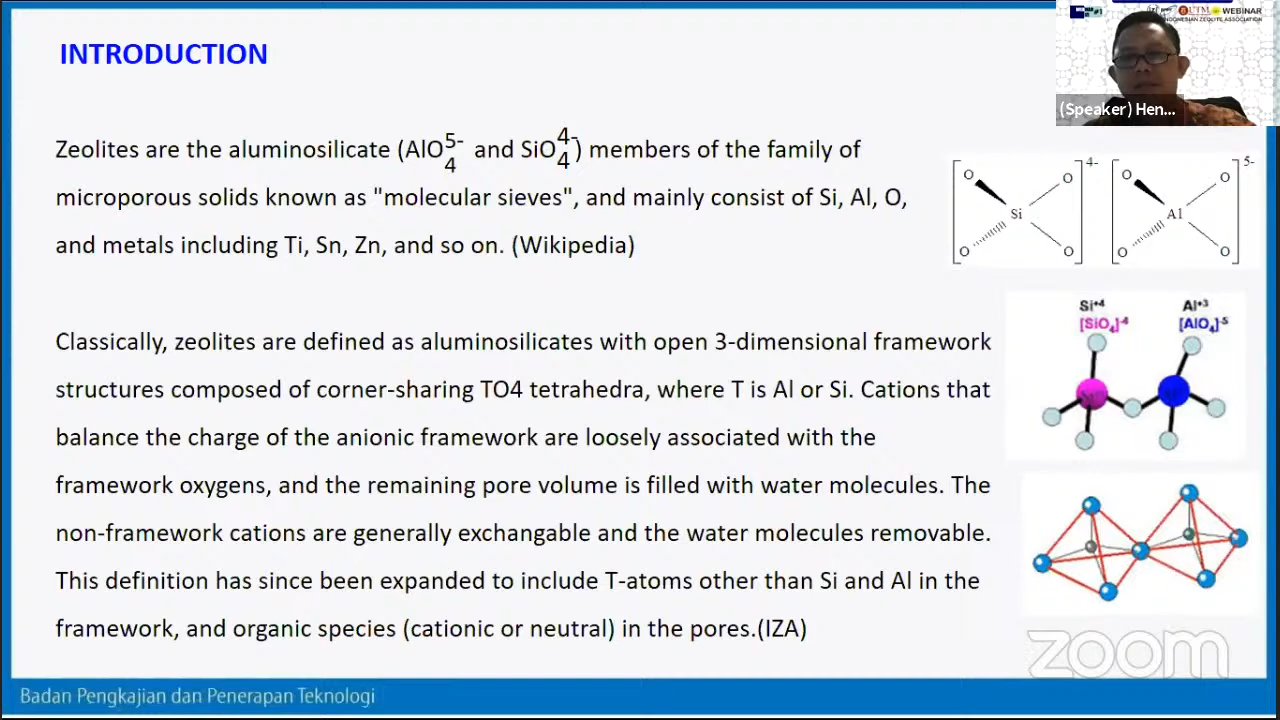 INTRODUCTION
UTM WEBINAR
INDONESIAN ZEOLITE ASSOCIATION
(Speaker) Hen...
Zeolites are the aluminosilicate (AlO₄⁵⁻ and SiO₄⁴⁻) members of the family of
microporous solids known as "molecular sieves", and mainly consist of Si, Al, O,
and metals including Ti, Sn, Zn, and so on. (Wikipedia)
O O Si O O 4-
O O Al O O 5-
Classically, zeolites are defined as aluminosilicates with open 3-dimensional framework
structures composed of corner-sharing TO4 tetrahedra, where T is Al or Si. Cations that
balance the charge of the anionic framework are loosely associated with the
framework oxygens, and the remaining pore volume is filled with water molecules. The
non-framework cations are generally exchangable and the water molecules removable.
This definition has since been expanded to include T-atoms other than Si and Al in the
framework, and organic species (cationic or neutral) in the pores.(IZA)
Si+4 Al+3
[SiO₄]-4 [AlO₄]-5
zoom
Badan Pengkajian dan Penerapan Teknologi